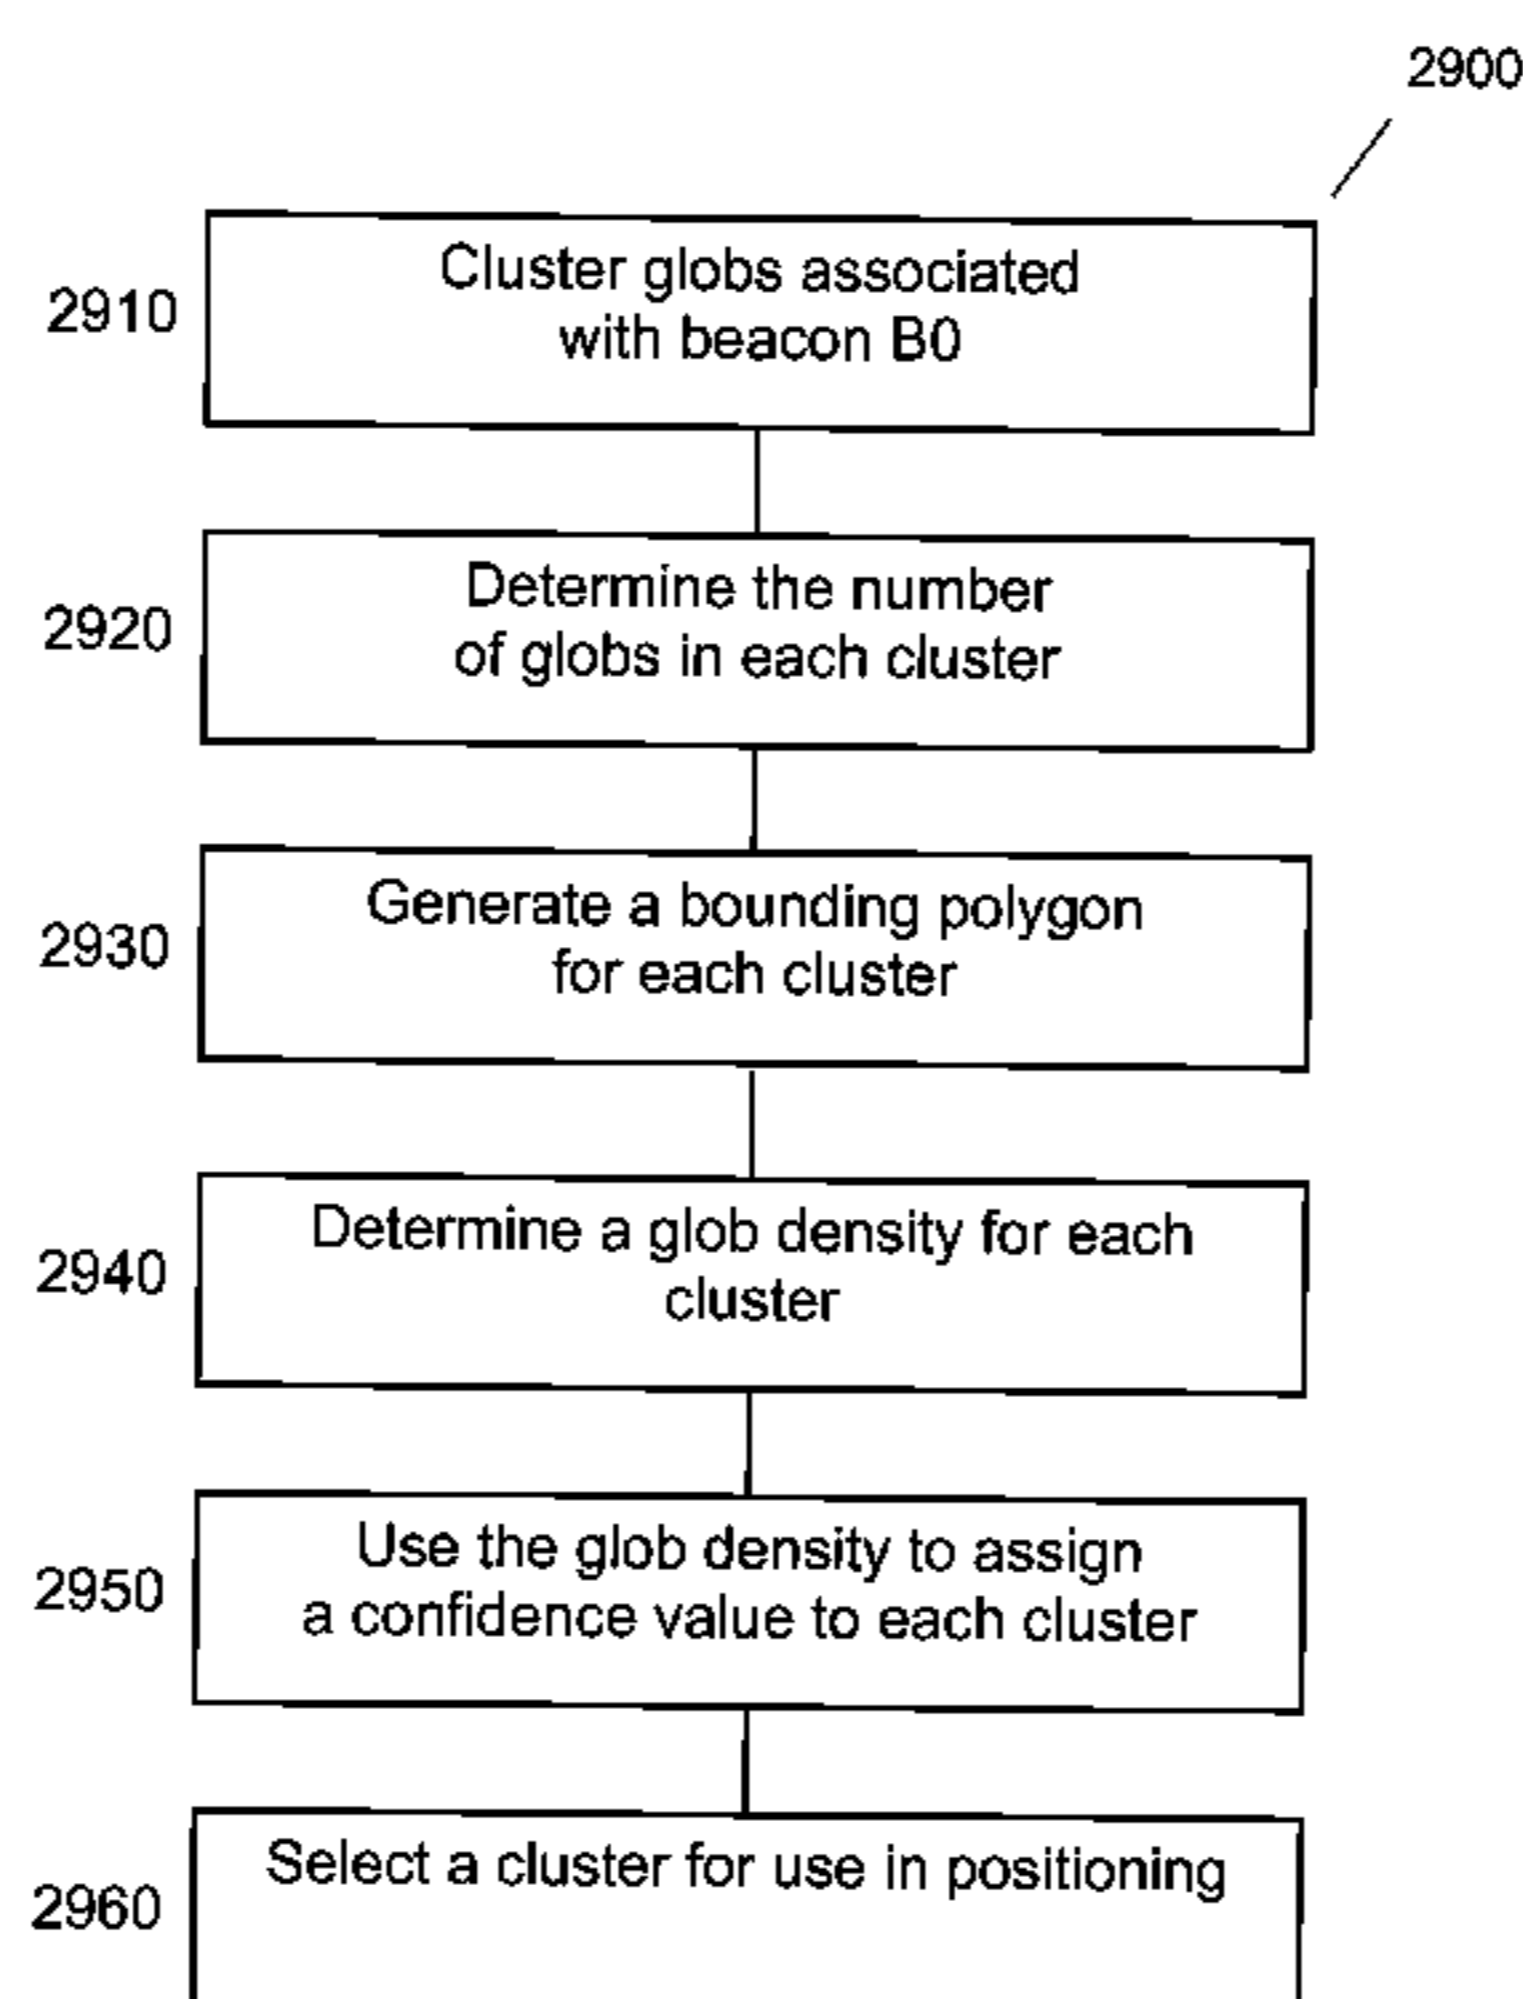 2900
Cluster globs associated
with beacon B0
2910
Determine the number
of globs in each cluster
2920
Generate a bounding polygon
for each cluster
2930
Determine a glob density for each
cluster
2940
Use the glob density to assign
a confidence value to each cluster
2950
Select a cluster for use in positioning
2960